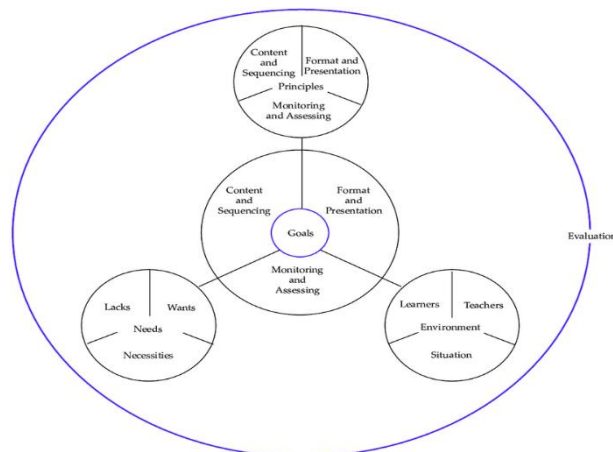 Content
and
Sequencing
Format and
Presentation
Principles
Monitoring
and Assessing
Content
and
Sequencing
Format
and
Presentation
Goals
Monitoring
and
Assessing
Evaluation
Lacks
Wants
Needs
Necessities
Learners
Teachers
Environment
Situation